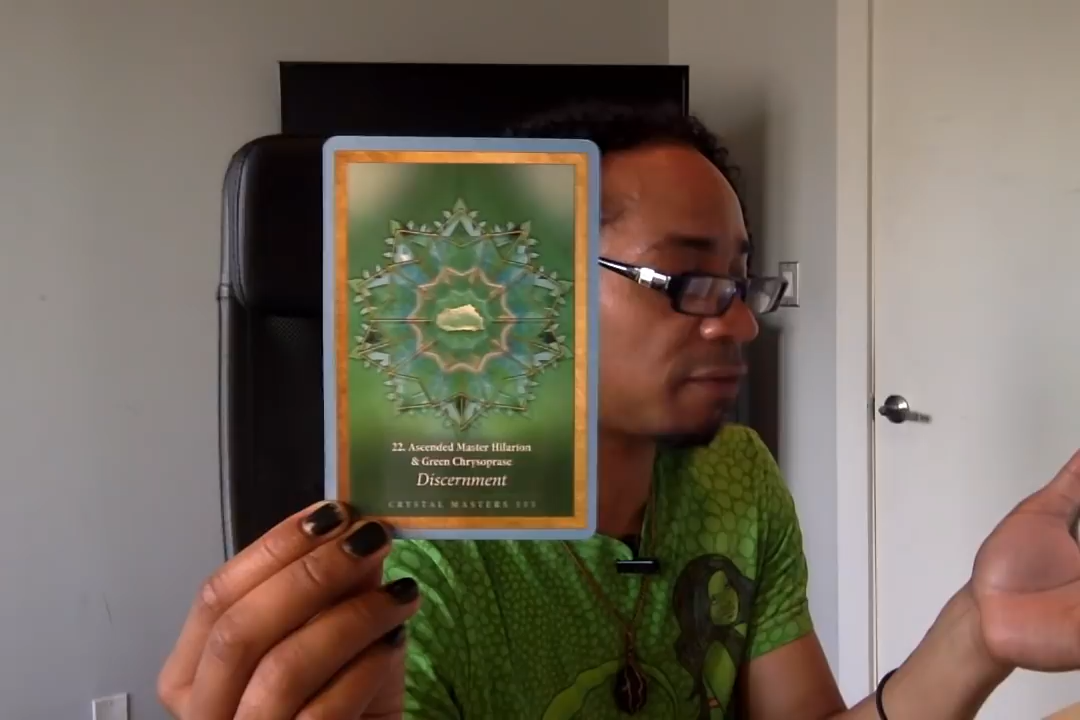 22. Ascended Master Hilarion
& Green Chrysoprase
Discernment
CRYSTAL MASTERS 333